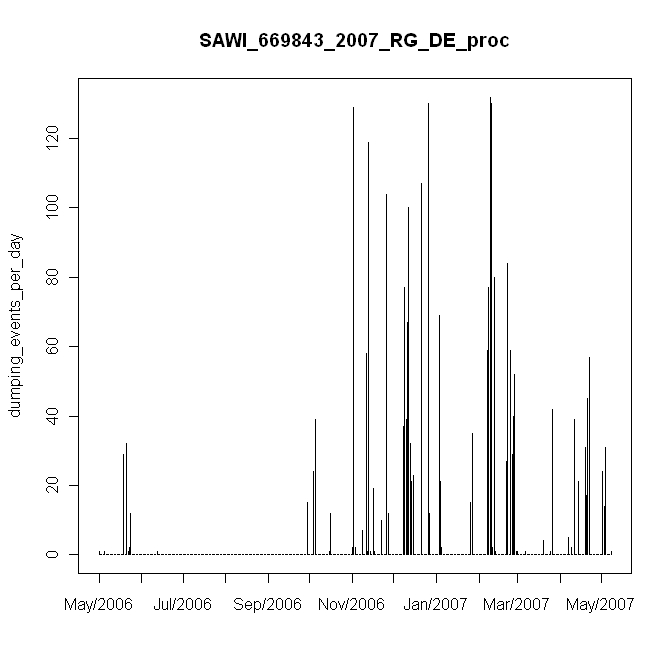 SAWI_669843_2007_RG_DE_proc
dumping_events_per_day
120
100
80
60
40
20
0
May/2006 Jul/2006 Sep/2006 Nov/2006 Jan/2007 Mar/2007 May/2007